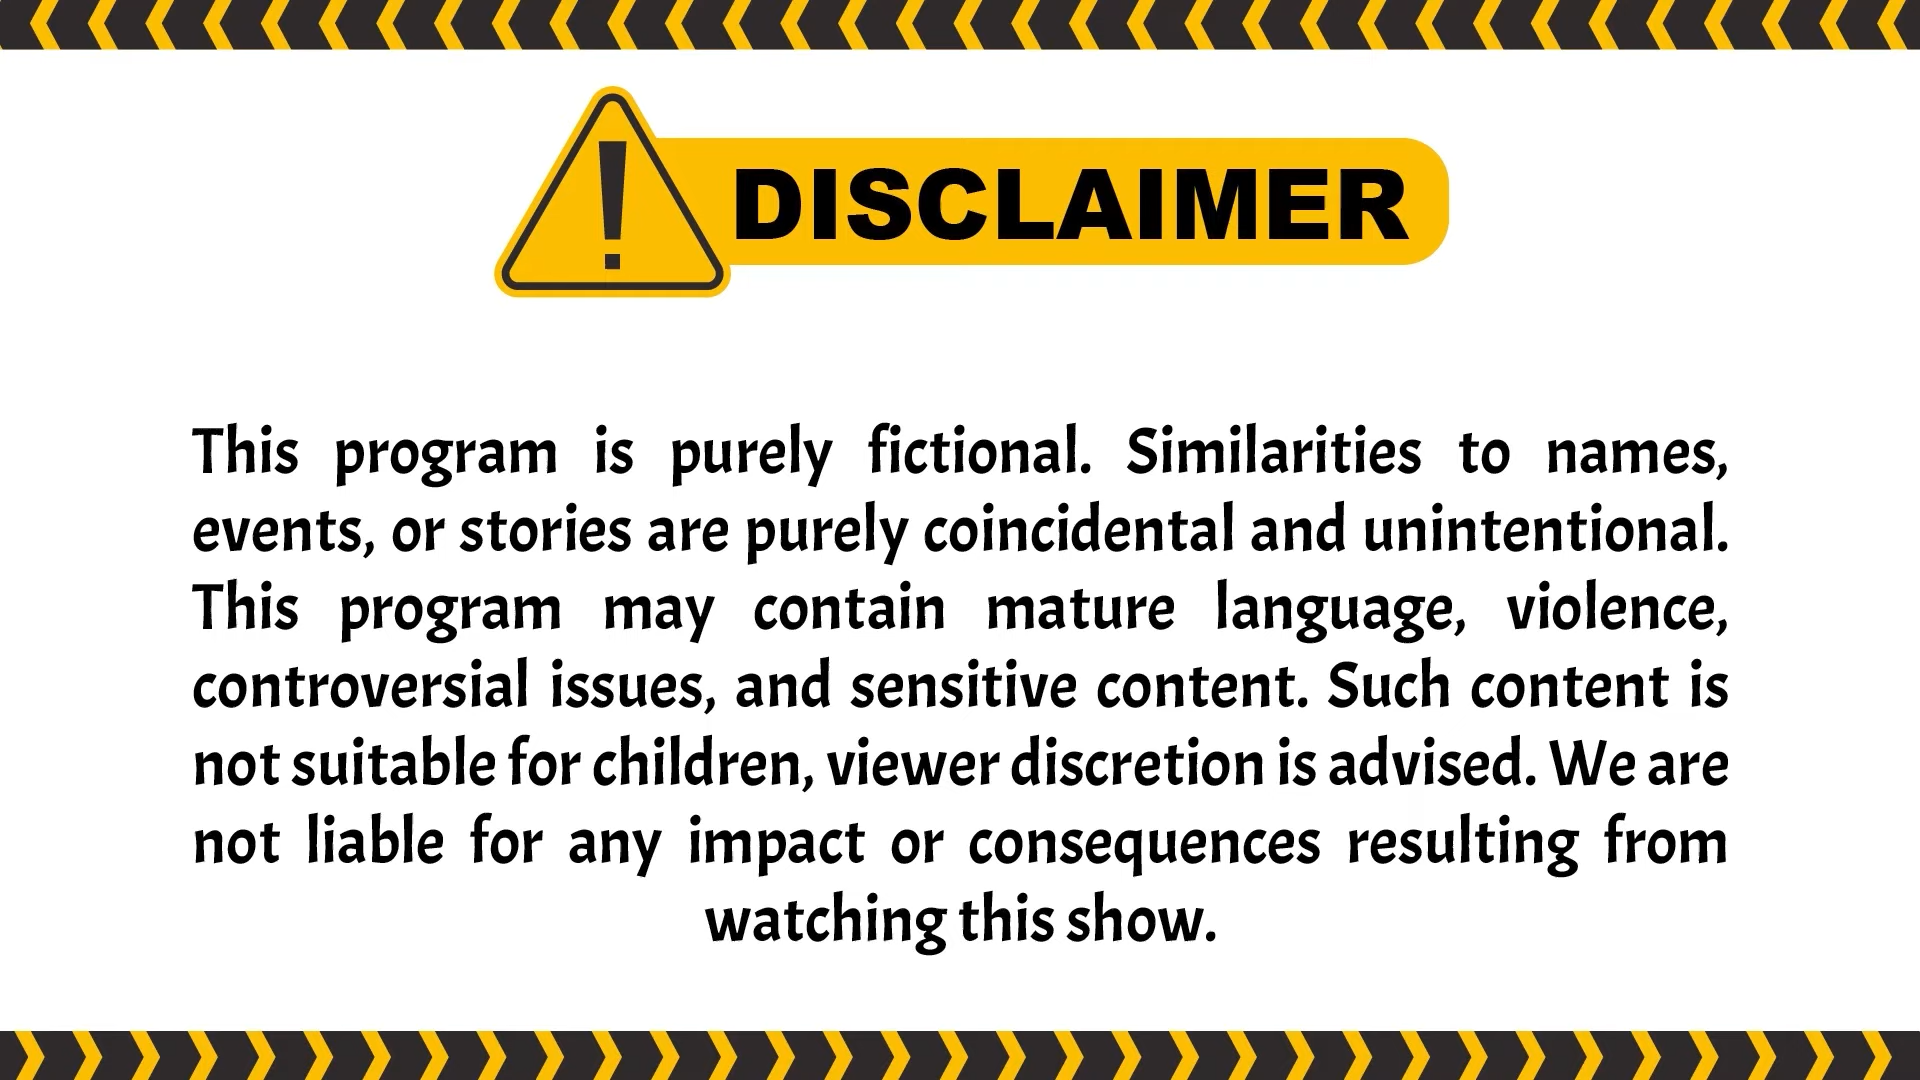 DISCLAIMER
This program is purely fictional. Similarities to names,
events, or stories are purely coincidental and unintentional.
This program may contain mature language, violence,
controversial issues, and sensitive content. Such content is
not suitable for children, viewer discretion is advised. We are
not liable for any impact or consequences resulting from
watching this show.